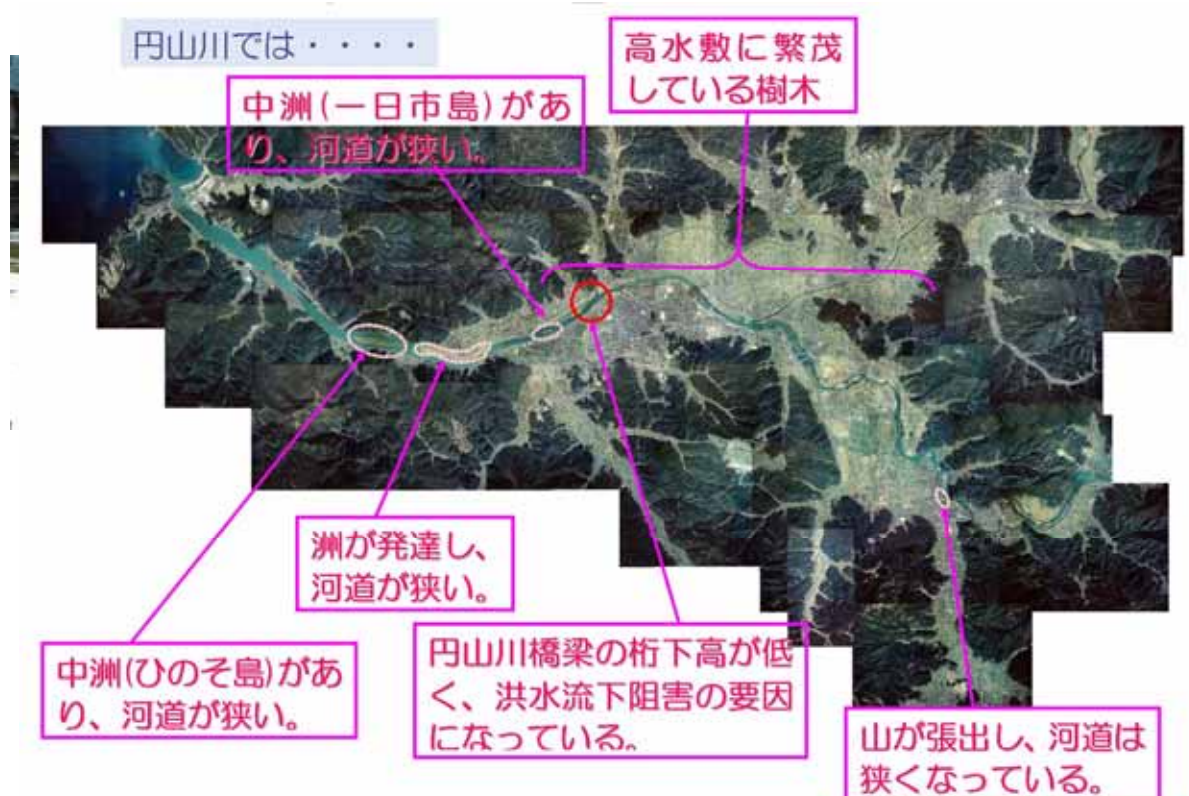 円山川では・・・・
高水敷に繁茂
している樹木
中洲(一日市島)があ
り、河道が狭い。
洲が発達し、
河道が狭い。
中洲(ひのそ島)があ
り、河道が狭い。
円山川橋梁の桁下高が低
く、洪水流下阻害の要因
になっている。
山が張出し、河道は
狭くなっている。